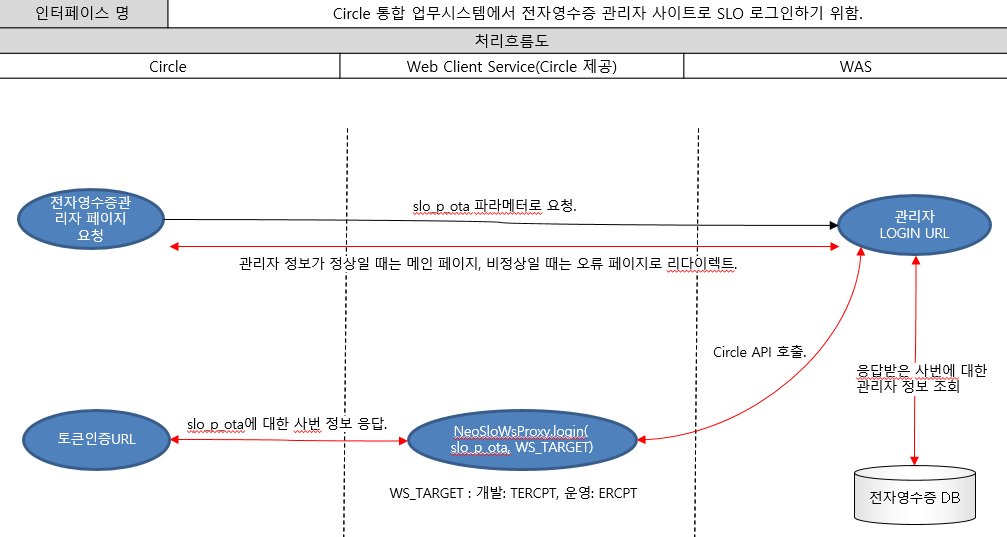 인터페이스 명
Circle 통합 업무시스템에서 전자영수증 관리자 사이트로 SLO 로그인하기 위함.
처리흐름도
Circle
Web Client Service(Circle 제공)
WAS
전자영수증관
리자 페이지
요청
slo_p_ota 파라메터로 요청.
관리자
LOGIN URL
관리자 정보가 정상일 때는 메인 페이지, 비정상일 때는 오류 페이지로 리다이렉트.
Circle API 호출.
응답받은 사번에 대한
관리자 정보 조회
토큰인증URL
slo_p_ota에 대한 사번 정보 응답.
NeoSloWsProxy.login(
slo_p_ota, WS_TARGET)
WS_TARGET : 개발: TERCPT, 운영: ERCPT
전자영수증 DB